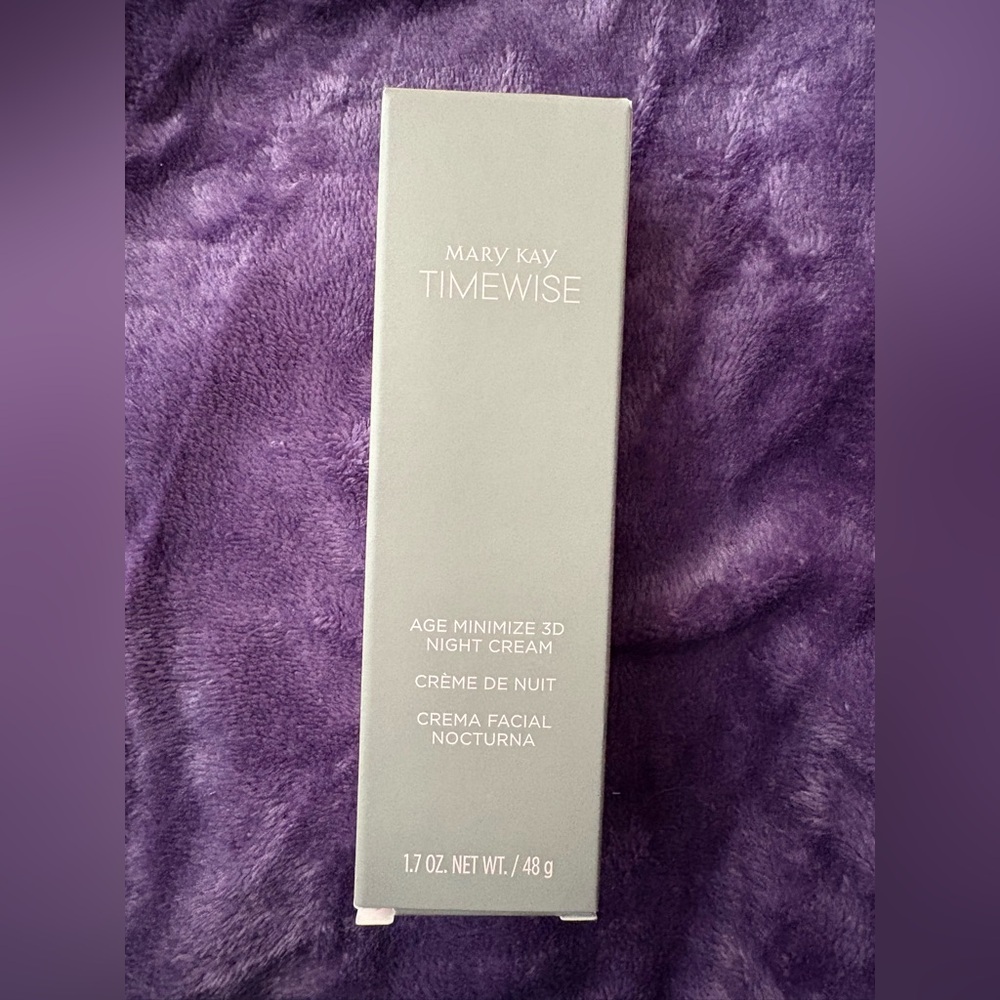 MARY KAY
TIMEWISE
AGE MINIMIZE 3D
NIGHT CREAM
CRÈME DE NUIT
CREMA FACIAL
NOCTURNA
1.7 OZ. NET WT. / 48 g